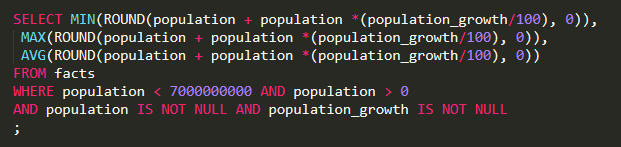 SELECT MIN(ROUND(population + population *(population_growth/100), 0)),
MAX(ROUND(population + population *(population_growth/100), 0)),
AVG(ROUND(population + population *(population_growth/100), 0))
FROM facts
WHERE population < 7000000000 AND population > 0
AND population IS NOT NULL AND population_growth IS NOT NULL
;